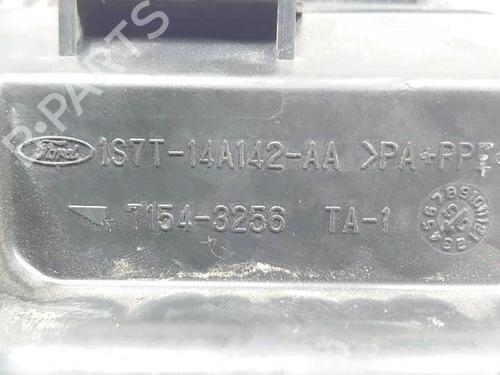 B-PARTS
Ford 1S7T-14A142-AA >PA+PP
7154-3256 TA-1